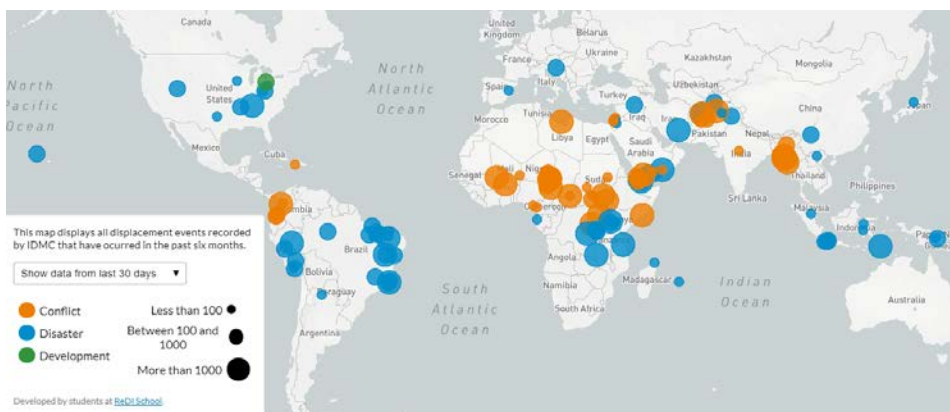 Canada
United
Kingdom
Belarus
Ukraine
Kazakhstan
Mongolia
France
Italy
Uzbekistan
North
Pacific
Ocean
North
Atlantic
Ocean
United
States
Spain
Turkey
China
Morocco
Tunisia
Iraq
Iran
Pakistan
Nepal
Libya
Egypt
Saudi
Arabia
Mexico
Cuba
India
Senegal
Mali
Sudan
Thailand
Philippines
Sri Lanka
Malaysia
Brazil
Bolivia
Angola
Indian
Ocean
Namibia
Madagascar
South Africa
South
Atlantic
Ocean
Paraguay
Argentina
Australia
This map displays all displacement events recorded
by IDMC that have ocurred in the past six months.
Show data from last 30 days
Conflict
Disaster
Development
Less than 100
Between 100 and
1000
More than 1000
Developed by students at ReDI School.